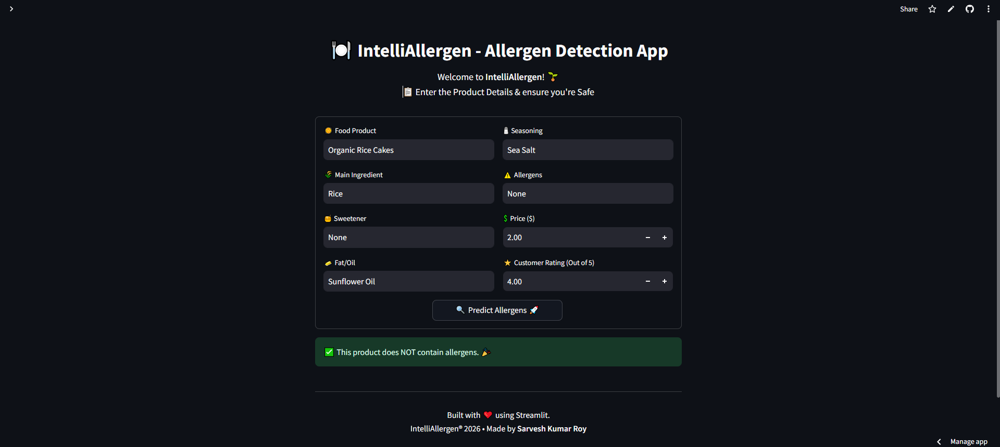 Share
IntelliAllergen - Allergen Detection App
Welcome to IntelliAllergen!
Enter the Product Details & ensure you're Safe
Food Product
Organic Rice Cakes
Seasoning
Sea Salt
Main Ingredient
Rice
Allergens
None
Sweetener
None
Price ($)
2.00
Fat/Oil
Sunflower Oil
Customer Rating (Out of 5)
4.00
Predict Allergens
This product does NOT contain allergens.
Built with ❤️ using Streamlit.
IntelliAllergen® 2026 • Made by Sarvesh Kumar Roy
Manage app